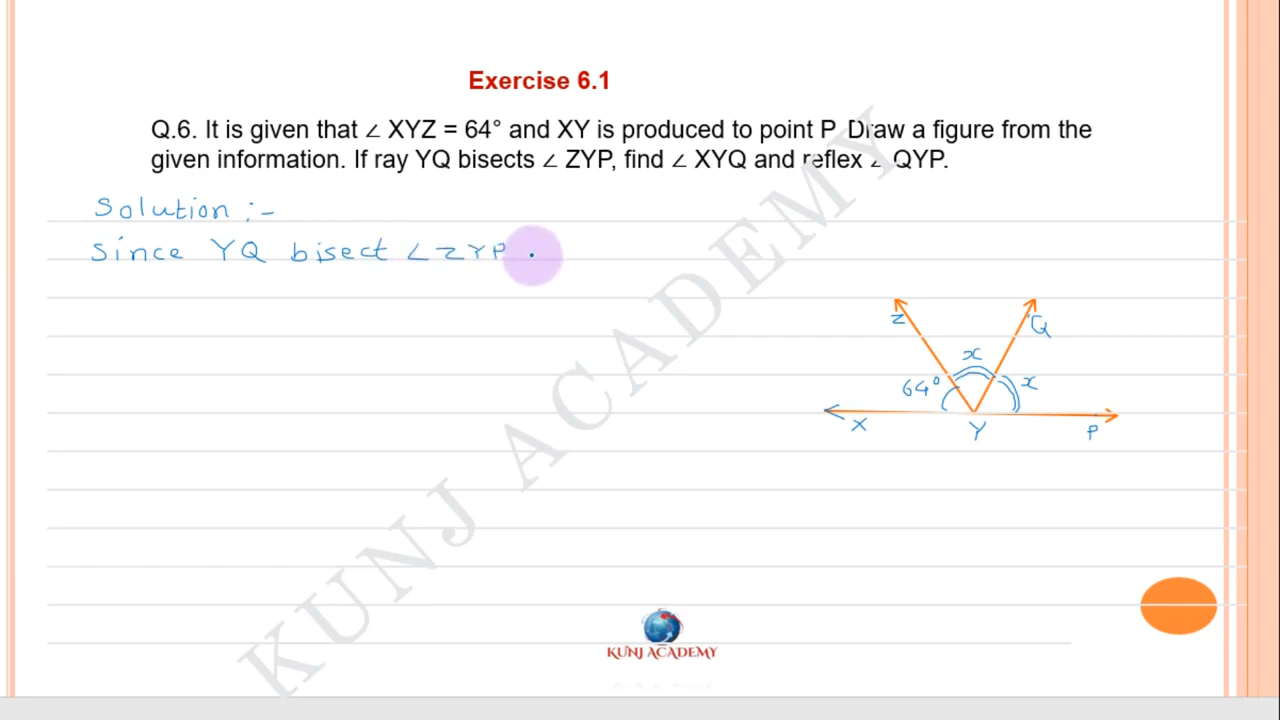 Exercise 6.1
Q.6. It is given that ∠ XYZ = 64° and XY is produced to point P Draw a figure from the
given information. If ray YQ bisects ∠ ZYP, find ∠ XYQ and reflex ∠ QYP.
Solution :-
Since YQ bisect ∠ZYP .
Z
Q
x
64°
x
X
Y
P
KUNJ ACADEMY
KUNJ ACADEMY